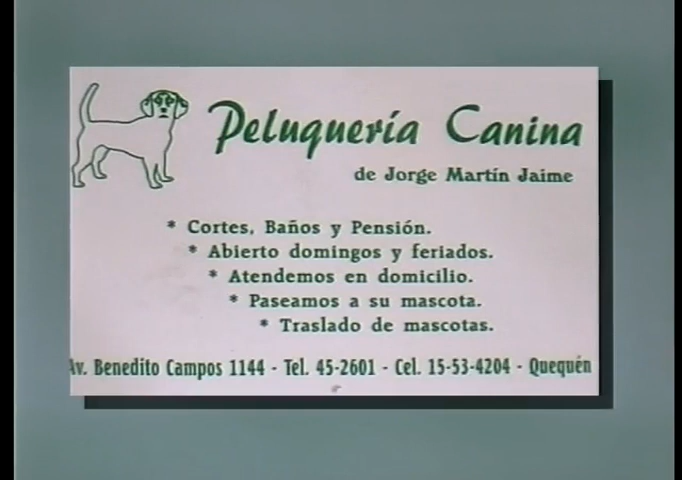 Peluquería Canina
de Jorge Martín Jaime
* Cortes, Baños y Pensión.
* Abierto domingos y feriados.
* Atendemos en domicilio.
* Paseamos a su mascota.
* Traslado de mascotas.
Av. Benedito Campos 1144 - Tel. 45-2601 - Cel. 15-53-4204 - Quequén